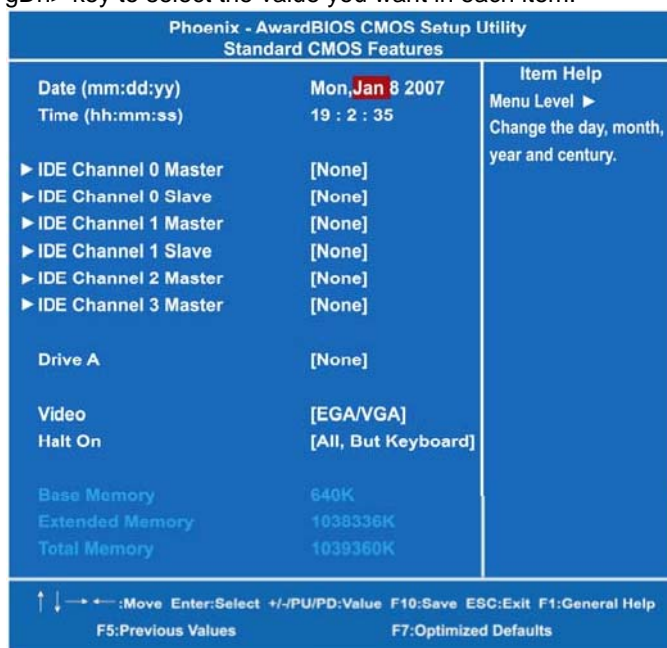 gDn> key to select the value you want in each item.
Phoenix - AwardBIOS CMOS Setup Utility
Standard CMOS Features
Date (mm:dd:yy) Mon,Jan 8 2007
Time (hh:mm:ss) 19 : 2 : 35
► IDE Channel 0 Master [None]
► IDE Channel 0 Slave [None]
► IDE Channel 1 Master [None]
► IDE Channel 1 Slave [None]
► IDE Channel 2 Master [None]
► IDE Channel 3 Master [None]
Drive A [None]
Video [EGA/VGA]
Halt On [All, But Keyboard]
Base Memory 640K
Extended Memory 1038336K
Total Memory 1039360K
Item Help
Menu Level ►
Change the day, month,
year and century.
↑ ↓ → ← :Move Enter:Select +/-/PU/PD:Value F10:Save ESC:Exit F1:General Help
F5:Previous Values F7:Optimized Defaults